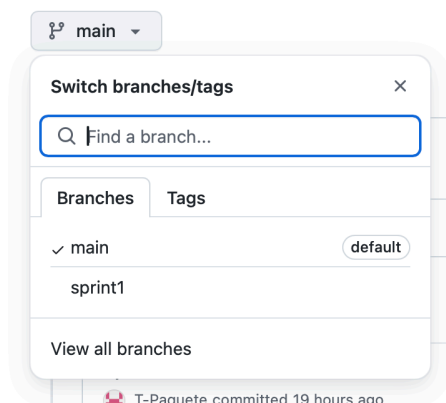 main
Switch branches/tags
Find a branch...
Branches
Tags
main
default
sprint1
View all branches
T-Paquete committed 19 hours ago